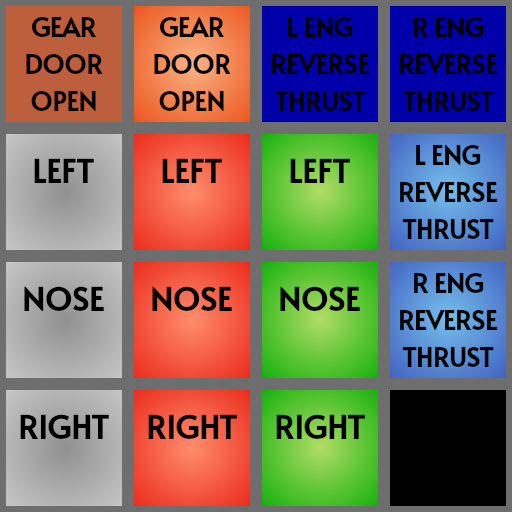 GEAR
DOOR
OPEN
GEAR
DOOR
OPEN
L ENG
REVERSE
THRUST
R ENG
REVERSE
THRUST
LEFT
LEFT
LEFT
L ENG
REVERSE
THRUST
NOSE
NOSE
NOSE
R ENG
REVERSE
THRUST
RIGHT
RIGHT
RIGHT